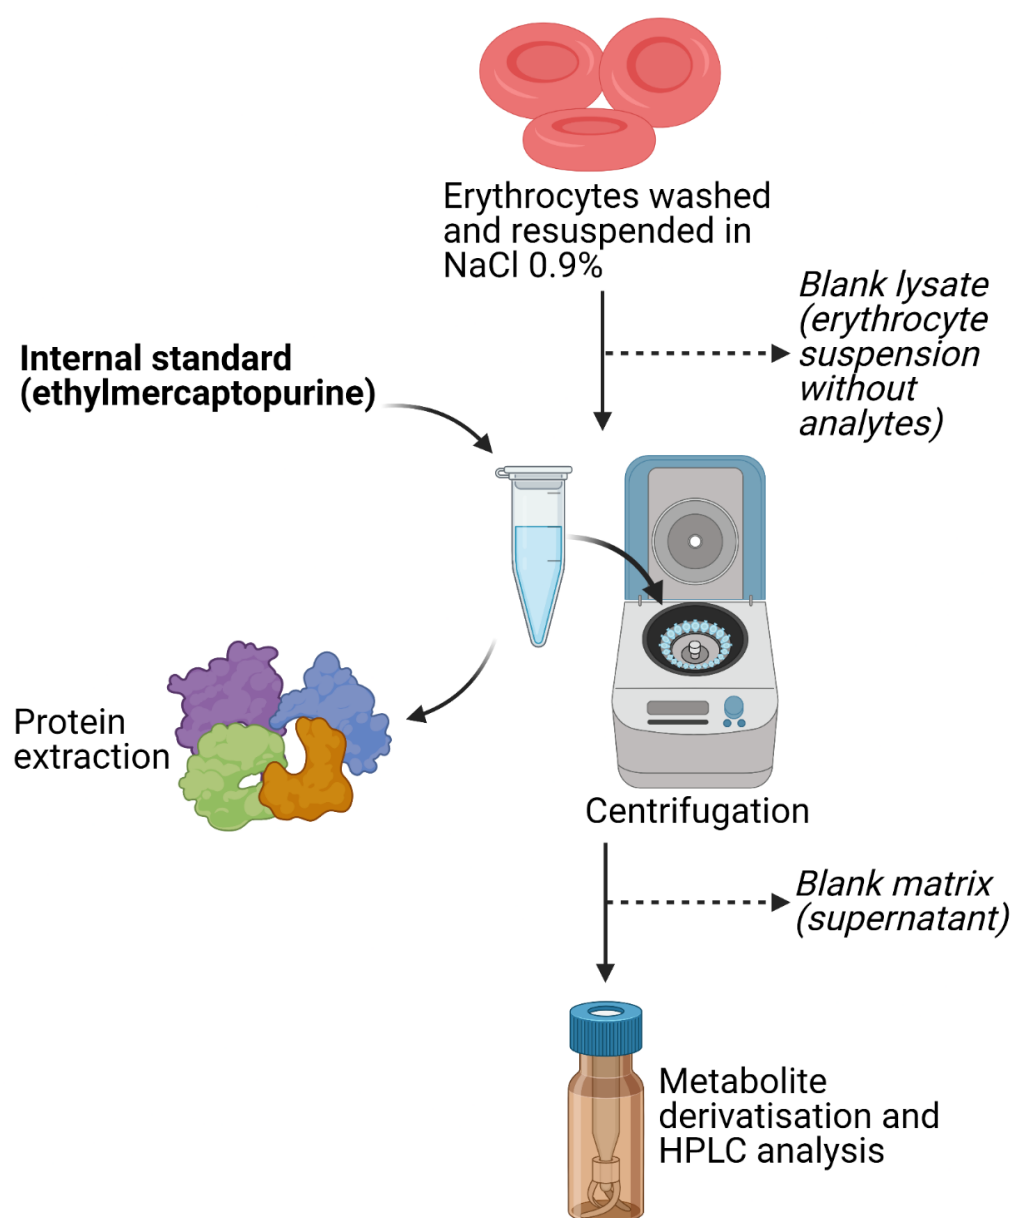 Erythrocytes washed
and resuspended in
NaCl 0.9%
Blank lysate
(erythrocyte
suspension
without
analytes)
Internal standard
(ethylmercaptopurine)
Protein
extraction
Centrifugation
Blank matrix
(supernatant)
Metabolite
derivatisation and
HPLC analysis